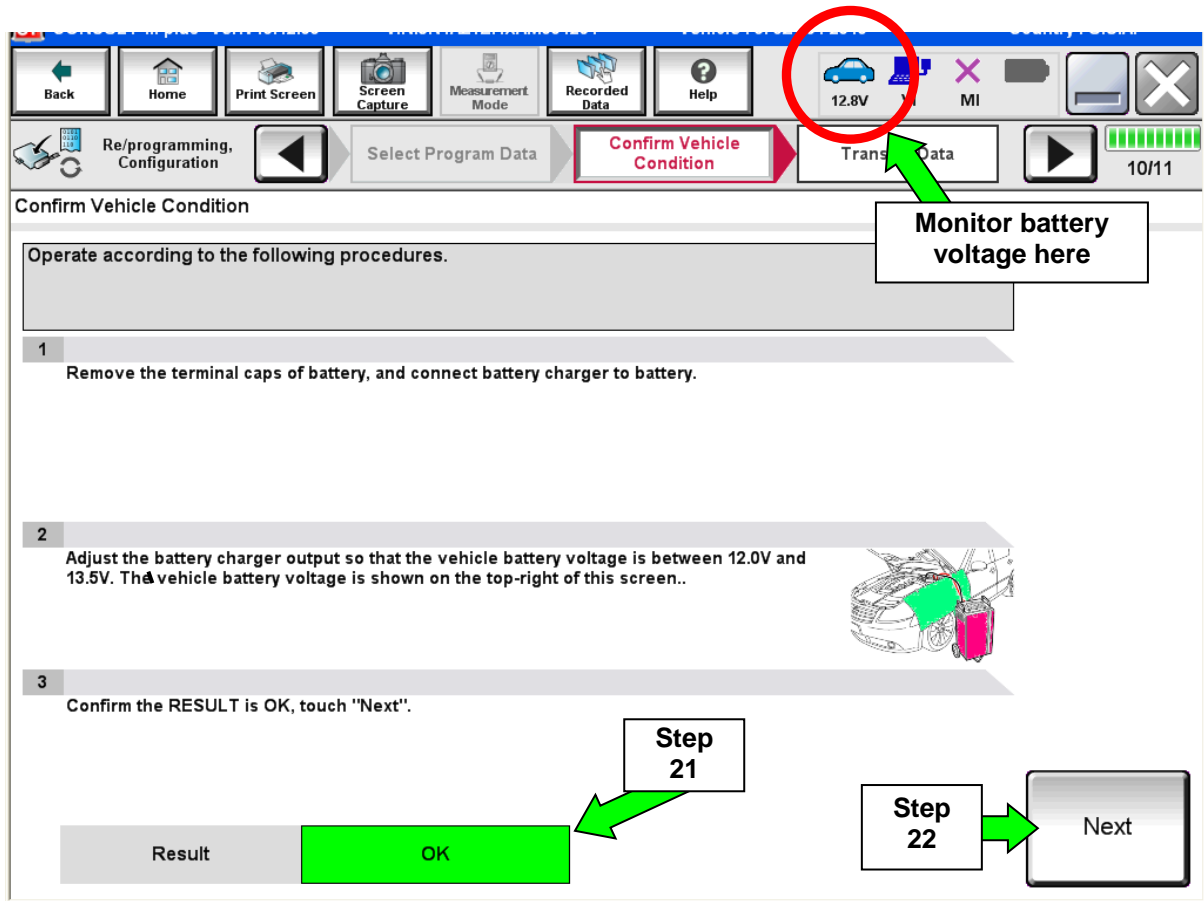 Back
Home
Print Screen
Screen
Capture
Measurement
Mode
Recorded
Data
Help
12.8V
MI
Re/programming,
Configuration
Select Program Data
Confirm Vehicle
Condition
Data
10/11
Confirm Vehicle Condition
Monitor battery
voltage here
Operate according to the following procedures.
1
Remove the terminal caps of battery, and connect battery charger to battery.
2
Adjust the battery charger output so that the vehicle battery voltage is between 12.0V and
13.5V. The vehicle battery voltage is shown on the top-right of this screen..
3
Confirm the RESULT is OK, touch "Next".
Step
21
Step
22
Next
Result
OK